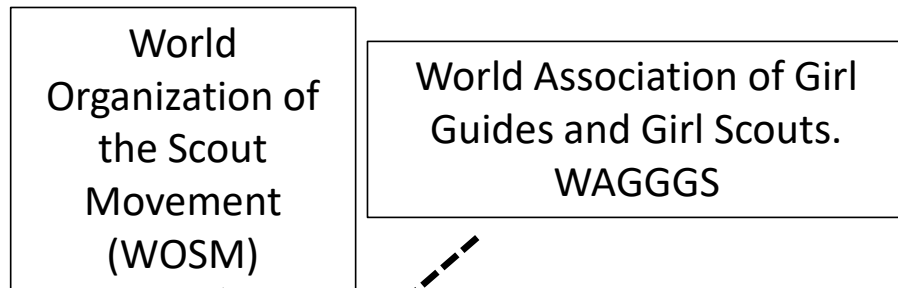 World
Organization of
the Scout
Movement
(WOSM)
World Association of Girl
Guides and Girl Scouts.
WAGGGS